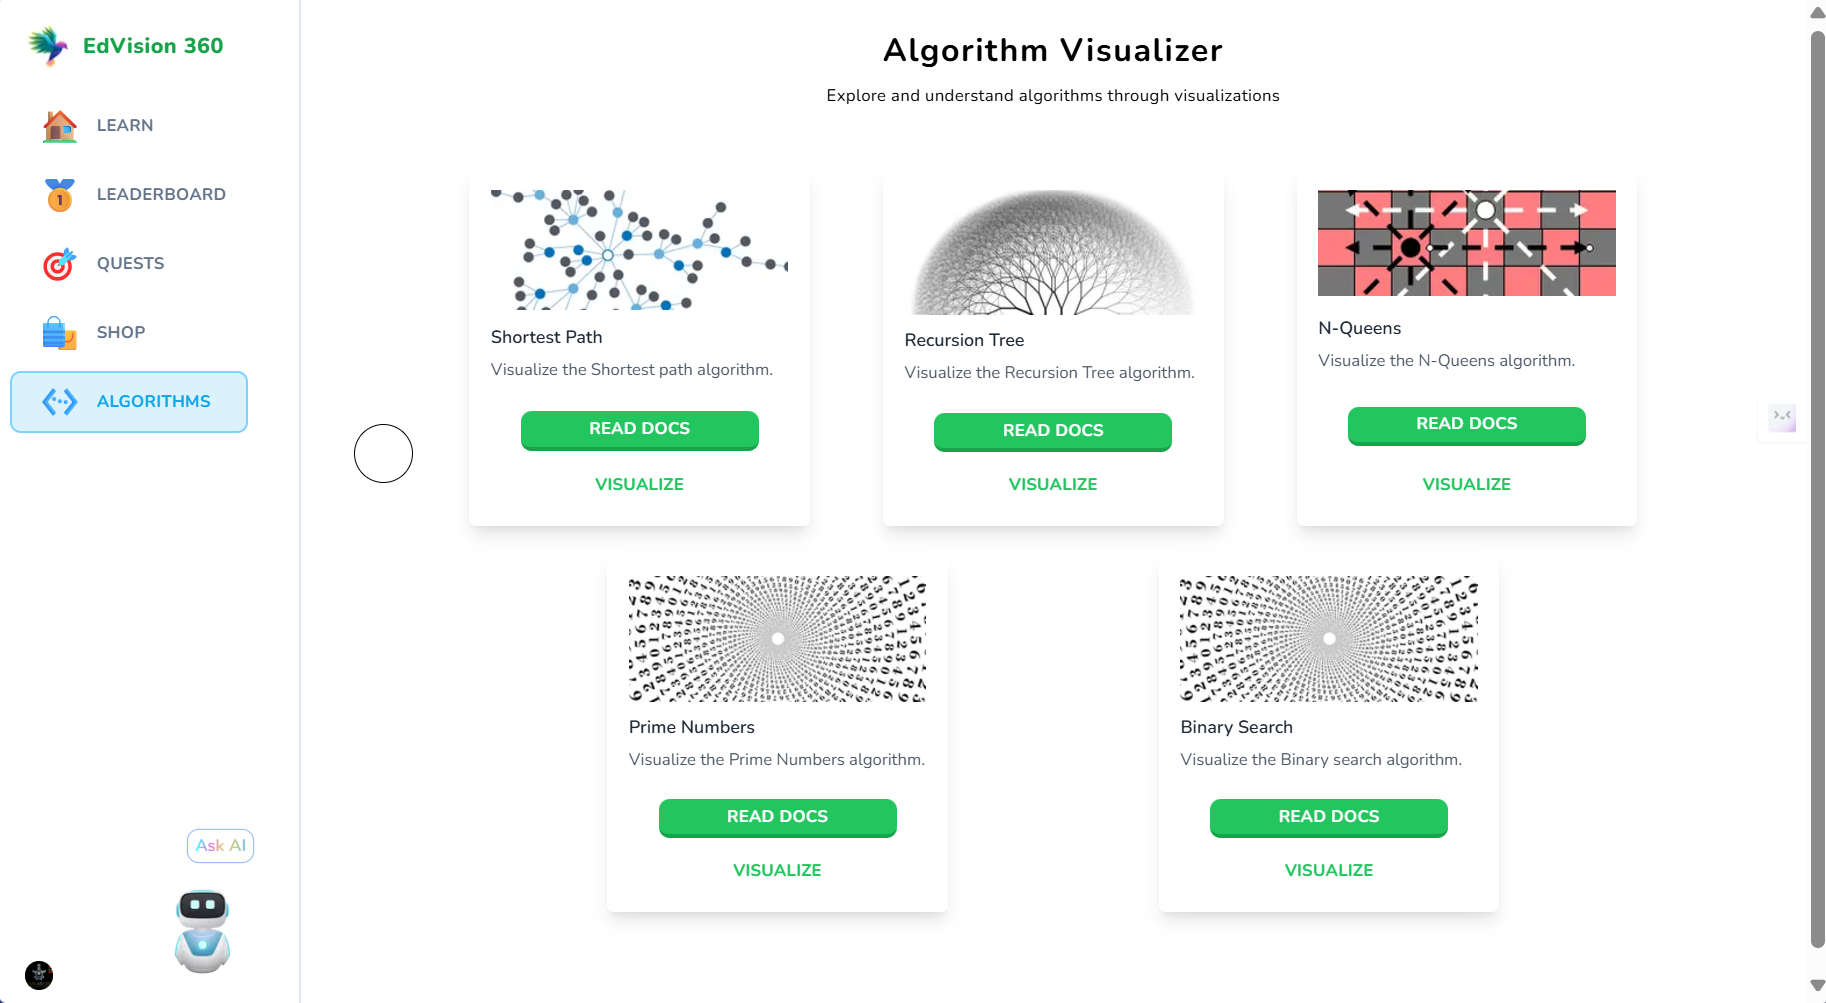 EdVision 360
LEARN
LEADERBOARD
QUESTS
SHOP
ALGORITHMS
Ask AI
Algorithm Visualizer
Explore and understand algorithms through visualizations
Shortest Path
Visualize the Shortest path algorithm.
READ DOCS
VISUALIZE
Recursion Tree
Visualize the Recursion Tree algorithm.
READ DOCS
VISUALIZE
N-Queens
Visualize the N-Queens algorithm.
READ DOCS
VISUALIZE
Prime Numbers
Visualize the Prime Numbers algorithm.
READ DOCS
VISUALIZE
Binary Search
Visualize the Binary search algorithm.
READ DOCS
VISUALIZE